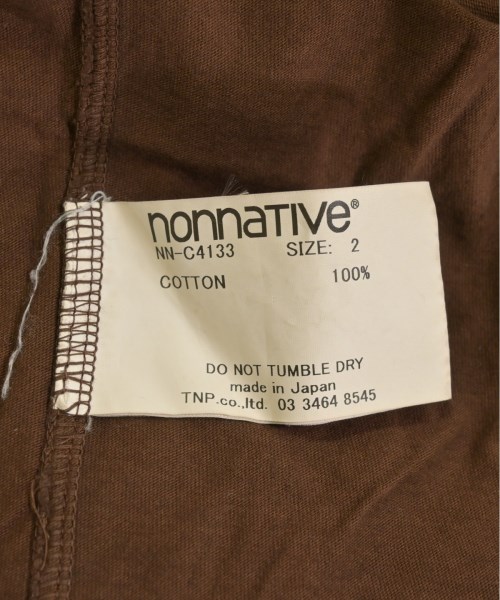 nonnative®
NN-C4133 SIZE: 2
COTTON 100%
DO NOT TUMBLE DRY
made in Japan
TNP.co.,ltd. 03 3464 8545